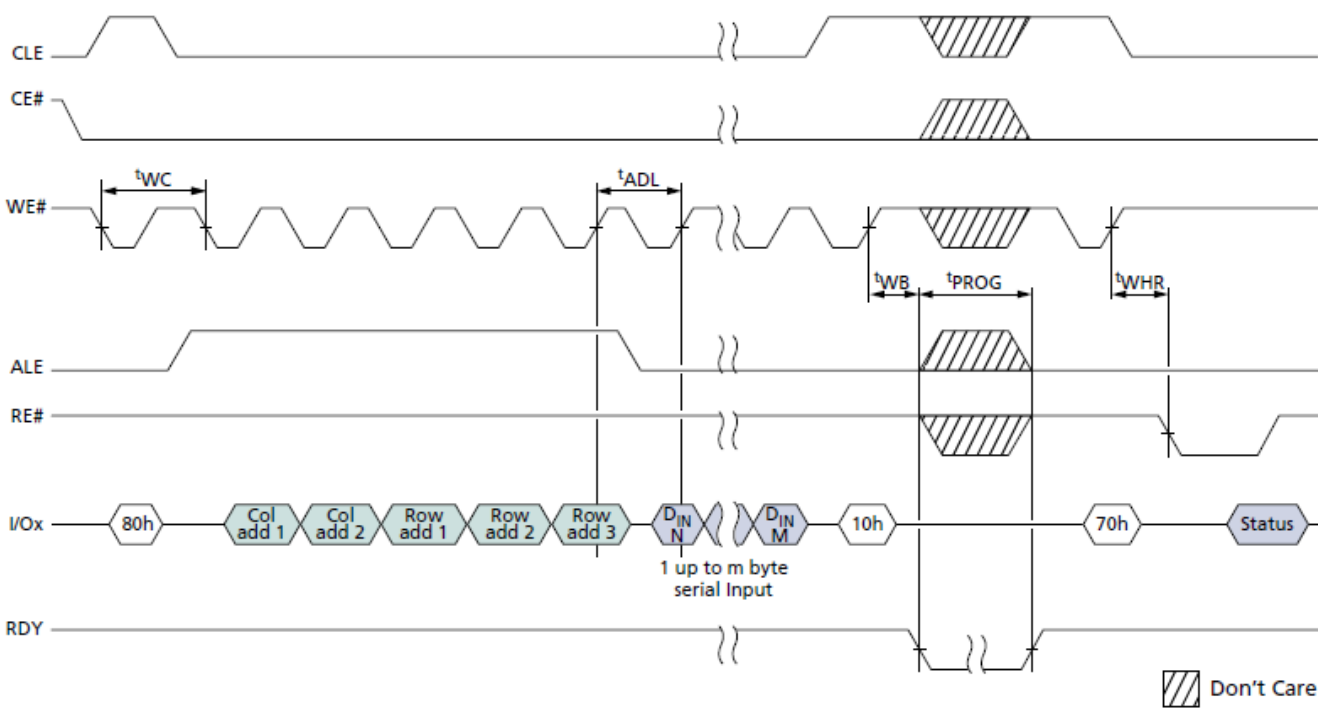 CLE
CE#
tWC
tADL
WE#
tWB
tPROG
tWHR
ALE
RE#
I/Ox
80h
Col
add 1
Col
add 2
Row
add 1
Row
add 2
Row
add 3
DIN
N
DIN
M
10h
70h
Status
1 up to m byte
serial Input
RDY
Don't Care